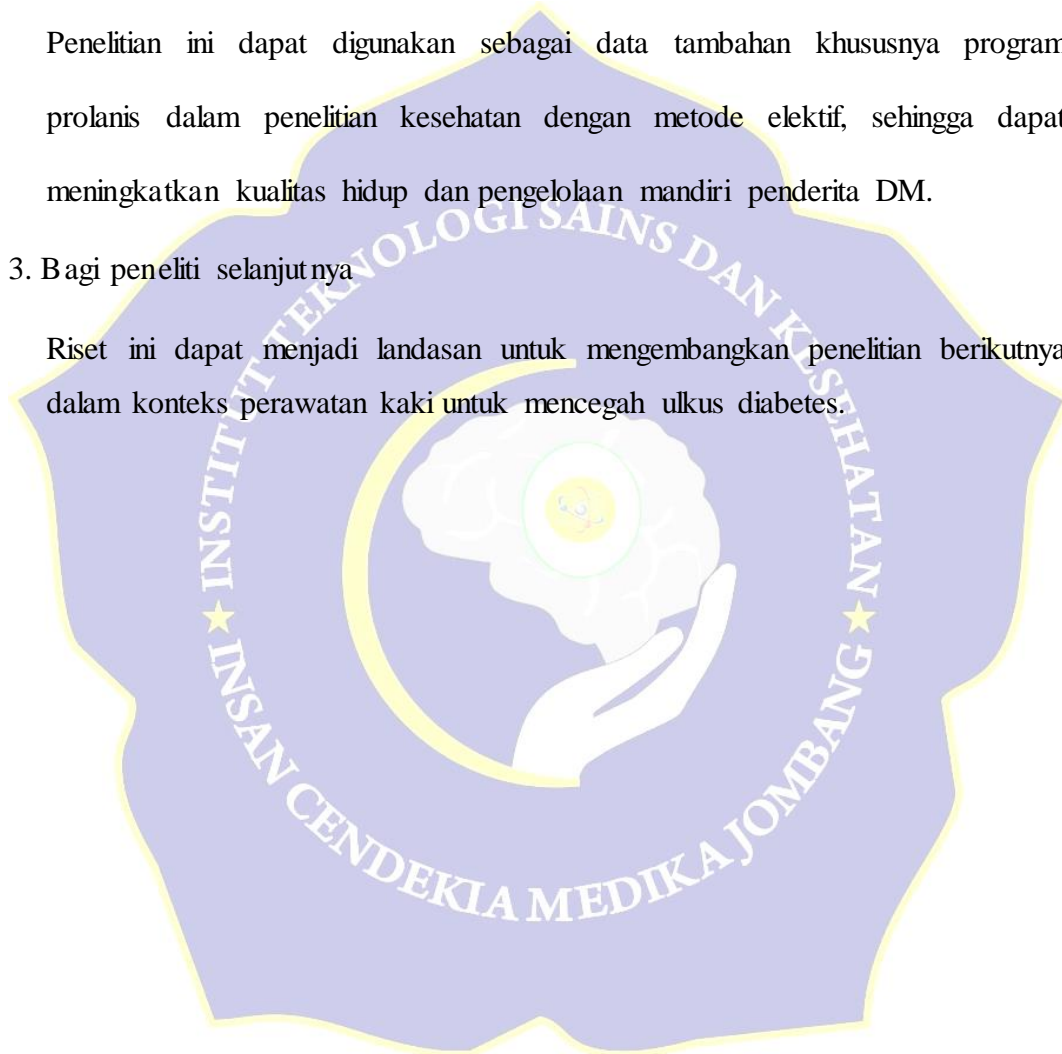 Penelitian ini dapat digunakan sebagai data tambahan khususnya program
prolanis dalam penelitian kesehatan dengan metode elektif, sehingga dapat
meningkatkan kualitas hidup dan pengelolaan mandiri penderita DM.
3. Bagi peneliti selanjutnya
Riset ini dapat menjadi landasan untuk mengembangkan penelitian berikutnya
dalam konteks perawatan kaki untuk mencegah ulkus diabetes.
INSTITUT TEKNOLOGI SAINS DAN KESEHATAN
INSAN CENDEKIA MEDIKA JOMBANG